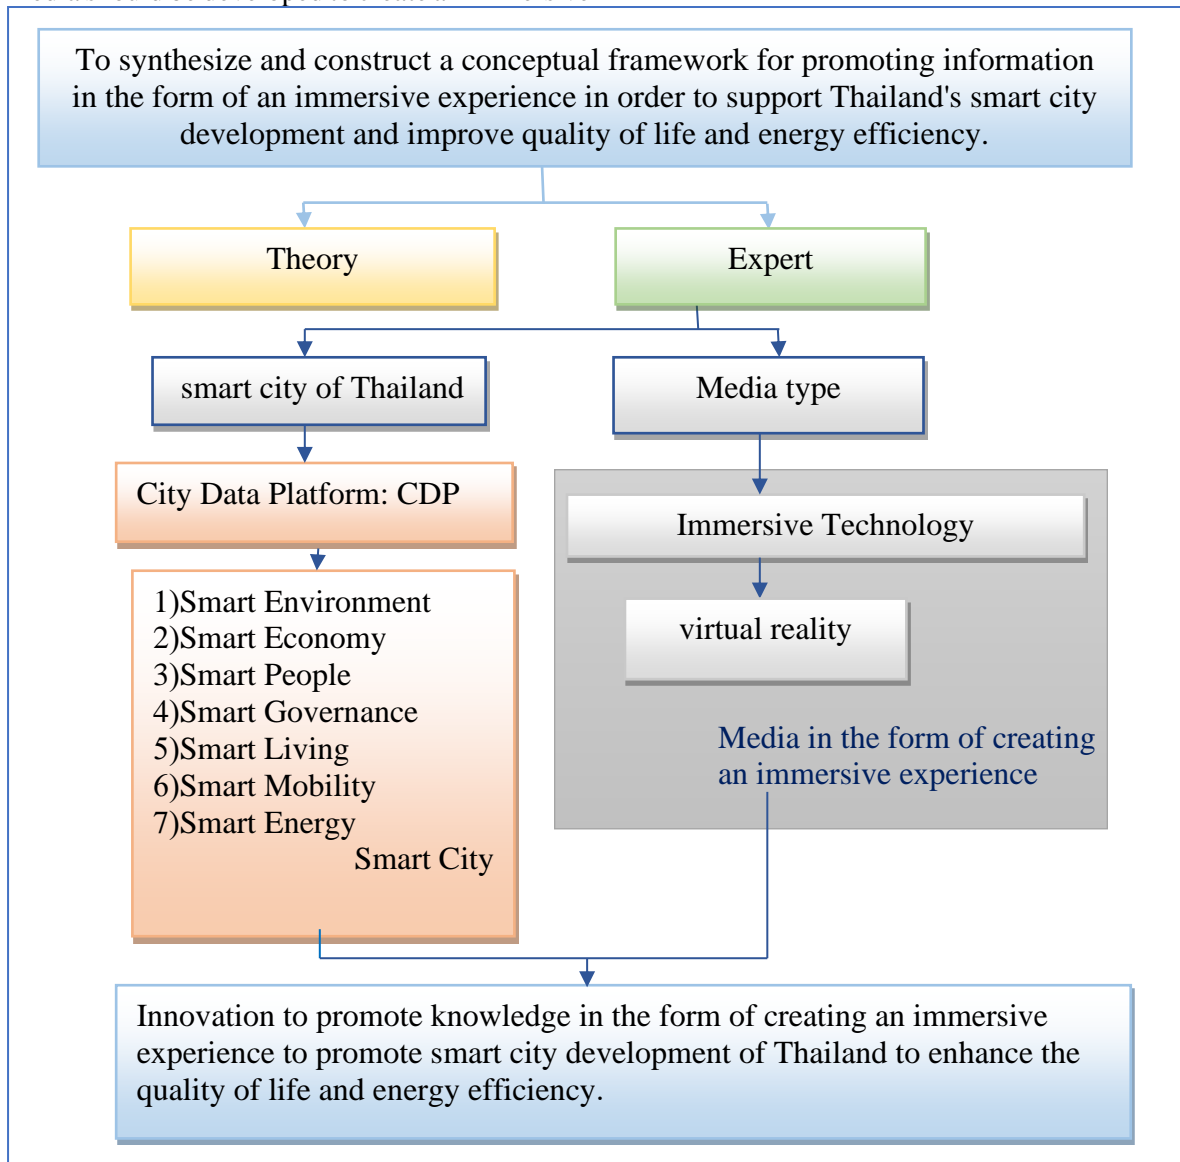 To synthesize and construct a conceptual framework for promoting information
in the form of an immersive experience in order to support Thailand's smart city
development and improve quality of life and energy efficiency.
Theory
Expert
smart city of Thailand
Media type
City Data Platform: CDP
Immersive Technology
1)Smart Environment
2)Smart Economy
3)Smart People
4)Smart Governance
5)Smart Living
6)Smart Mobility
7)Smart Energy
Smart City
virtual reality
Media in the form of creating
an immersive experience
Innovation to promote knowledge in the form of creating an immersive
experience to promote smart city development of Thailand to enhance the
quality of life and energy efficiency.